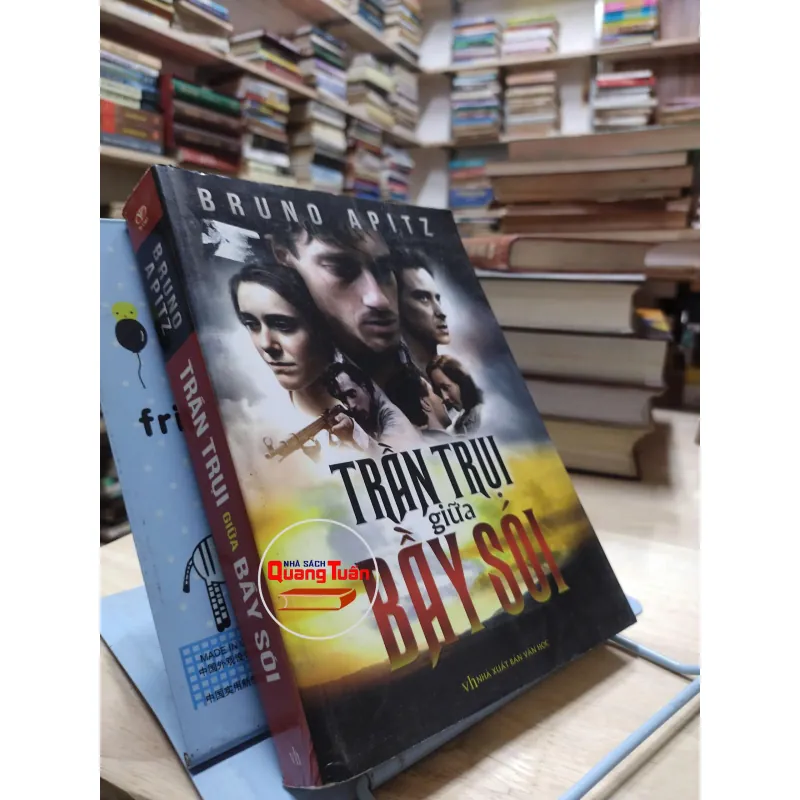 BRUNO APITZ
TRẦN TRỤI
giữa
BẦY SÓI
NHÀ XUẤT BẢN VĂN HỌC
BRUNO
APITZ
TRẦN TRỤI GIỮA BẦY SÓI
NHÀ SÁCH
Quang Tuấn
fri
MADE IN